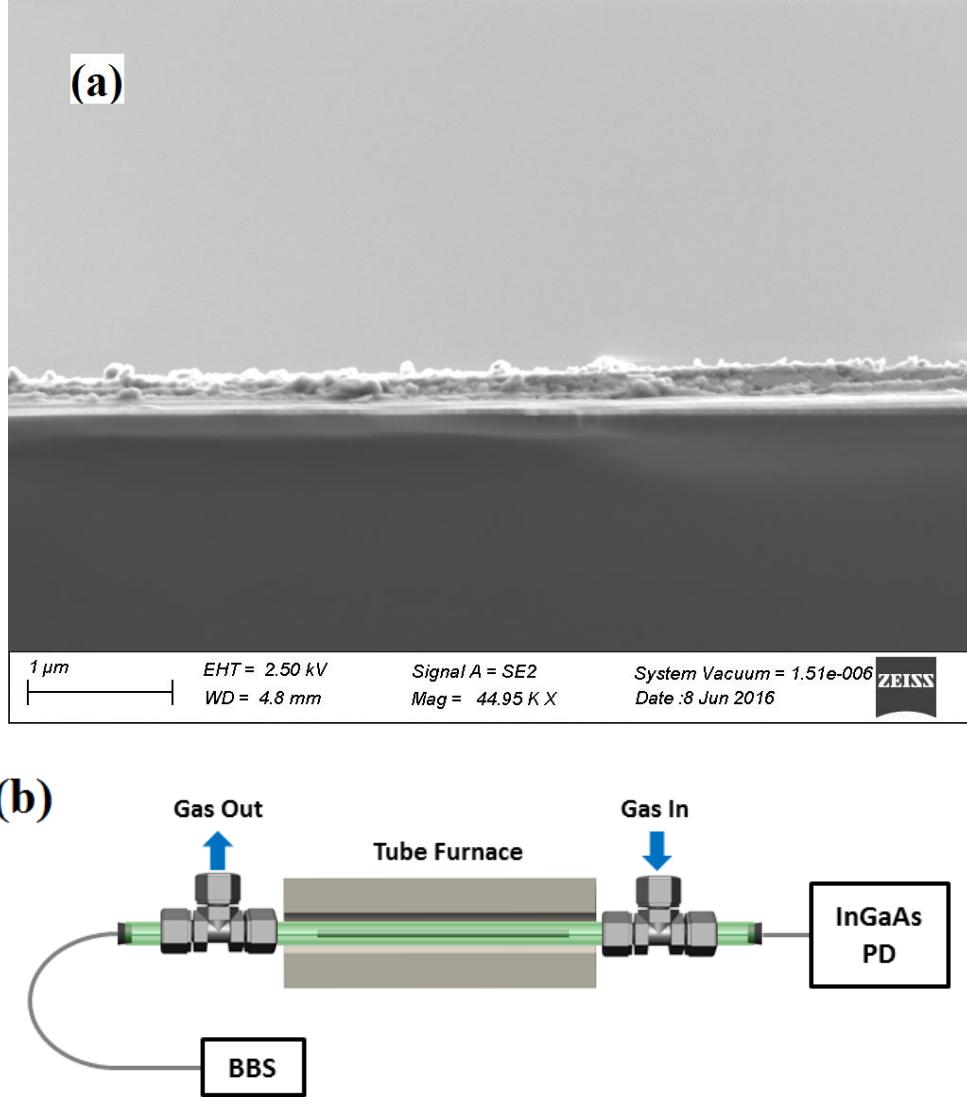 (a)
1 µm
EHT = 2.50 kV
Signal A = SE2
System Vacuum = 1.51e-006
WD = 4.8 mm
Mag = 44.95 K X
Date :8 Jun 2016
ZEISS
(b)
Gas Out
Gas In
Tube Furnace
InGaAs
PD
BBS